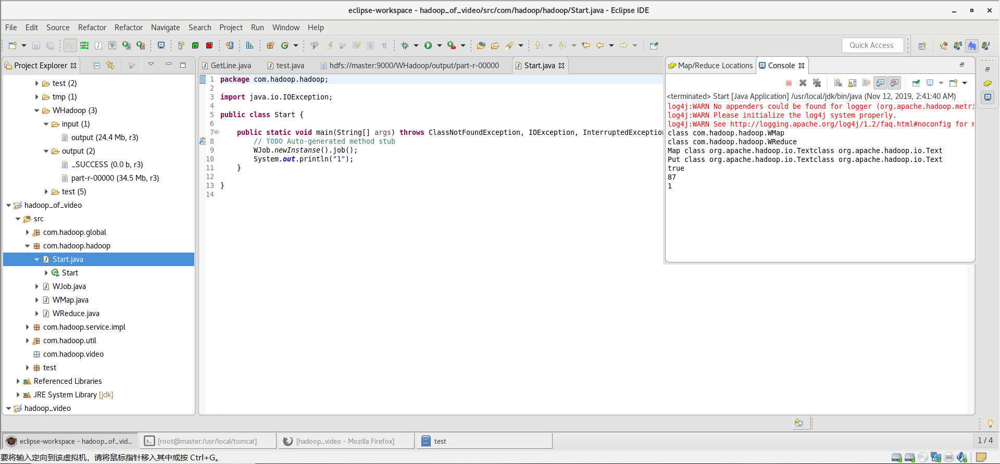 eclipse-workspace - hadoop_of_video/src/com/hadoop/hadoop/Start.java - Eclipse IDE
File Edit Source Refactor Refactor Navigate Search Project Run Window Help
Quick Access
Project Explorer
test (2)
tmp (1)
WHadoop (3)
input (1)
output (24.4 Mb, r3)
output (2)
_SUCCESS (0.0 b, r3)
part-r-00000 (34.5 Mb, r3)
test (5)
hadoop_of_video
src
com.hadoop.global
com.hadoop.hadoop
Start.java
Start
WJob.java
WMap.java
WReduce.java
com.hadoop.service.impl
com.hadoop.util
com.hadoop.video
test
Referenced Libraries
JRE System Library [jdk]
hadoop_video
GetLine.java test.java hdfs://master:9000/WHadoop/output/part-r-00000 Start.java
1 package com.hadoop.hadoop;
2
3 import java.io.IOException;
4
5 public class Start {
6
7 public static void main(String[] args) throws ClassNotFoundException, IOException, InterruptedException
8 // TODO Auto-generated method stub
9 WJob.newInstanse().job();
10 System.out.println("1");
11 }
12
13 }
14
Map/Reduce Locations Console
<terminated> Start [Java Application] /usr/local/jdk/bin/java (Nov 12, 2019, 2:41:40 AM)
log4j:WARN No appenders could be found for logger (org.apache.hadoop.metri
log4j:WARN Please initialize the log4j system properly.
log4j:WARN See http://logging.apache.org/log4j/1.2/faq.html#noconfig for m
class com.hadoop.hadoop.WMap
class com.hadoop.hadoop.WReduce
Map class org.apache.hadoop.io.Textclass org.apache.hadoop.io.Text
Put class org.apache.hadoop.io.Textclass org.apache.hadoop.io.Text
true
87
1
eclipse-workspace - hadoop_of_vid... [root@master:/usr/local/tomcat] [hadoop_video - Mozilla Firefox] test 1 / 4
要将输入定向到该虚拟机，请将鼠标指针移入其中或按 Ctrl+G。